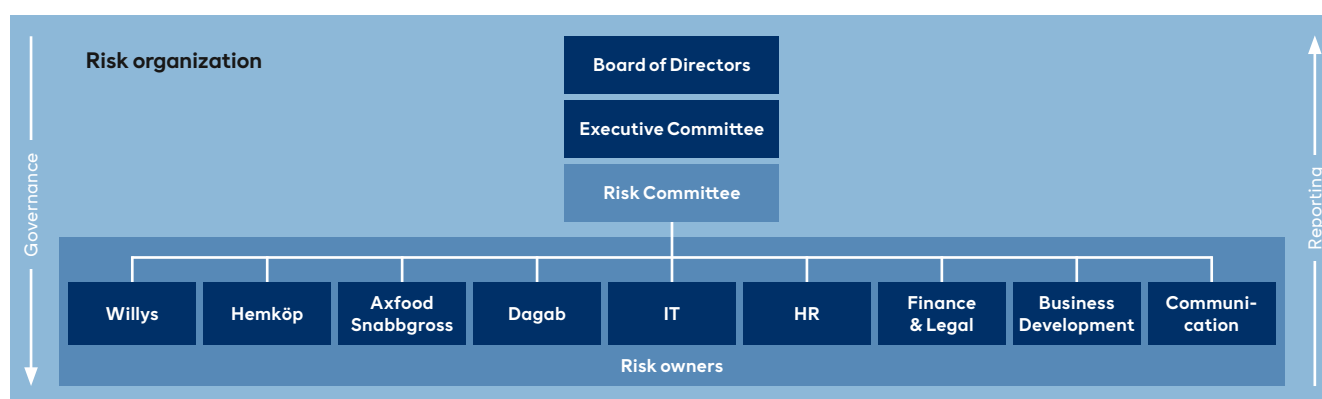 Risk organization
Board of Directors
Executive Committee
Risk Committee
Governance
Reporting
Willys
Hemköp
Axfood
Snabbgross
Dagab
IT
HR
Finance
& Legal
Business
Development
Communi-
cation
Risk owners